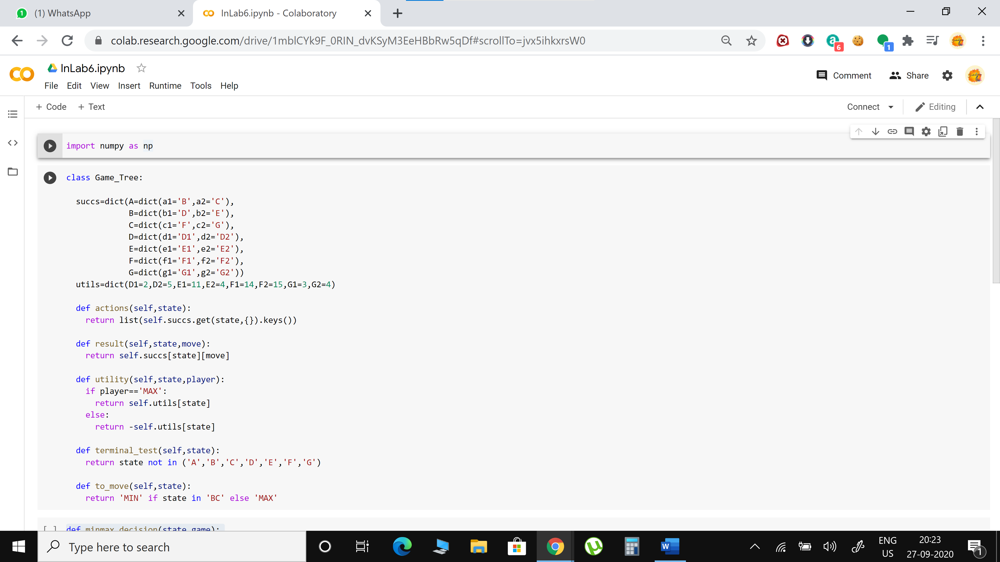 1 (1) WhatsApp
InLab6.ipynb - Colaboratory
colab.research.google.com/drive/1mblCYk9F_0RIN_dvKSyM3EeHBbRw5qDf#scrollTo=jvx5ihkxrsW0
a 6 1
InLab6.ipynb
Comment Share
File Edit View Insert Runtime Tools Help
+ Code + Text
Connect Editing
import numpy as np
class Game_Tree:
succs=dict(A=dict(a1='B',a2='C'),
B=dict(b1='D',b2='E'),
C=dict(c1='F',c2='G'),
D=dict(d1='D1',d2='D2'),
E=dict(e1='E1',e2='E2'),
F=dict(f1='F1',f2='F2'),
G=dict(g1='G1',g2='G2'))
utils=dict(D1=2,D2=5,E1=11,E2=4,F1=14,F2=15,G1=3,G2=4)
def actions(self,state):
return list(self.succs.get(state,{}).keys())
def result(self,state,move):
return self.succs[state][move]
def utility(self,state,player):
if player=='MAX':
return self.utils[state]
else:
return -self.utils[state]
def terminal_test(self,state):
return state not in ('A','B','C','D','E','F','G')
def to_move(self,state):
return 'MIN' if state in 'BC' else 'MAX'
[ ] def minmax_decision(state,game):
Type here to search
W
ENG
US
20:23
27-09-2020
1